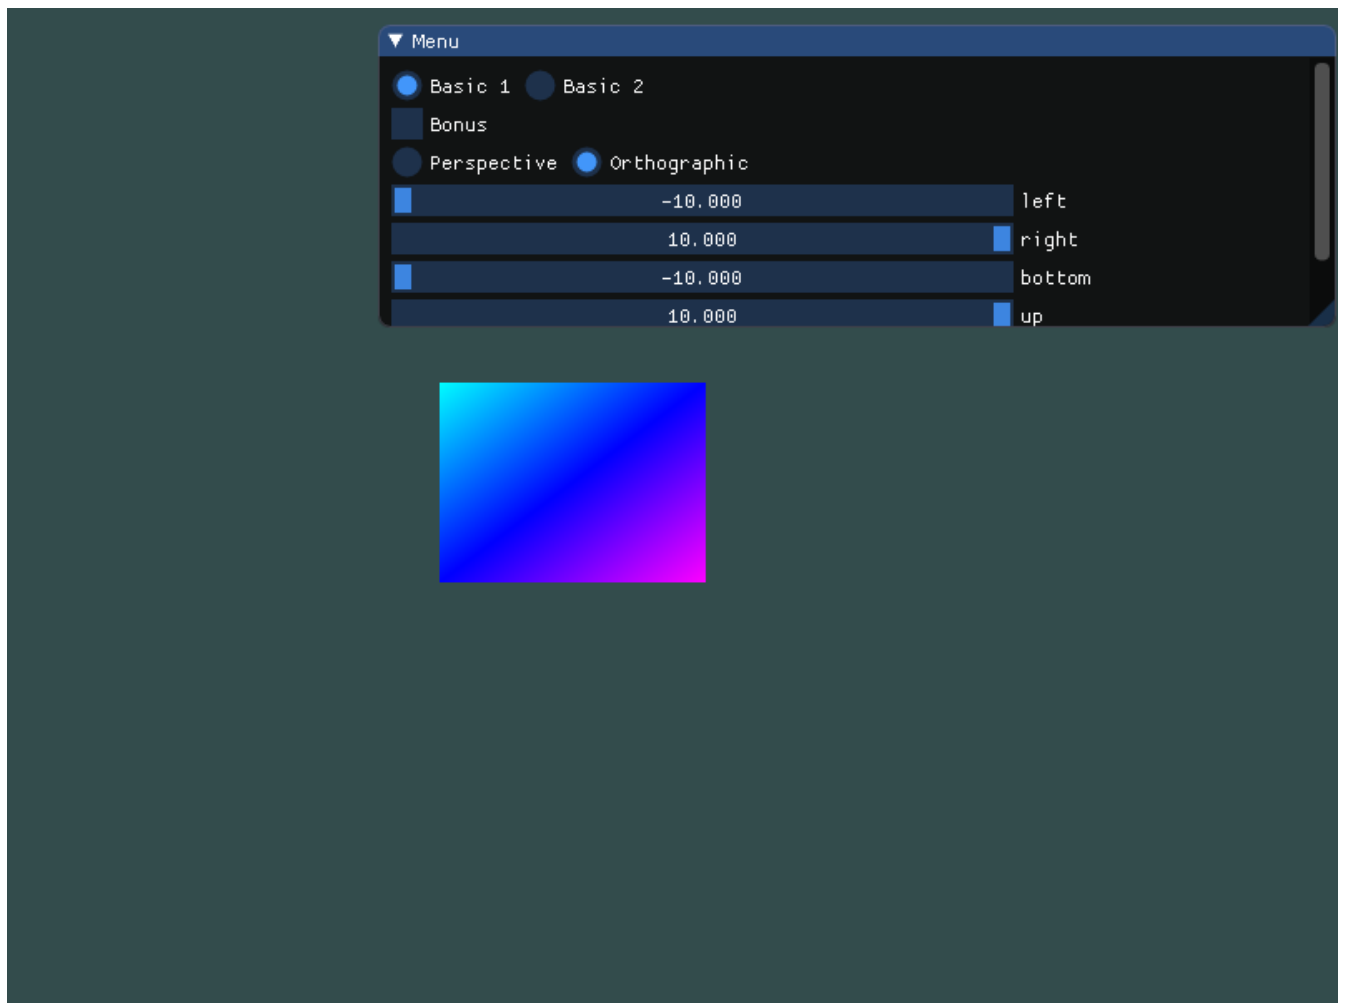 Menu
Basic 1 Basic 2
Bonus
Perspective Orthographic
-10.000 left
10.000 right
-10.000 bottom
10.000 up